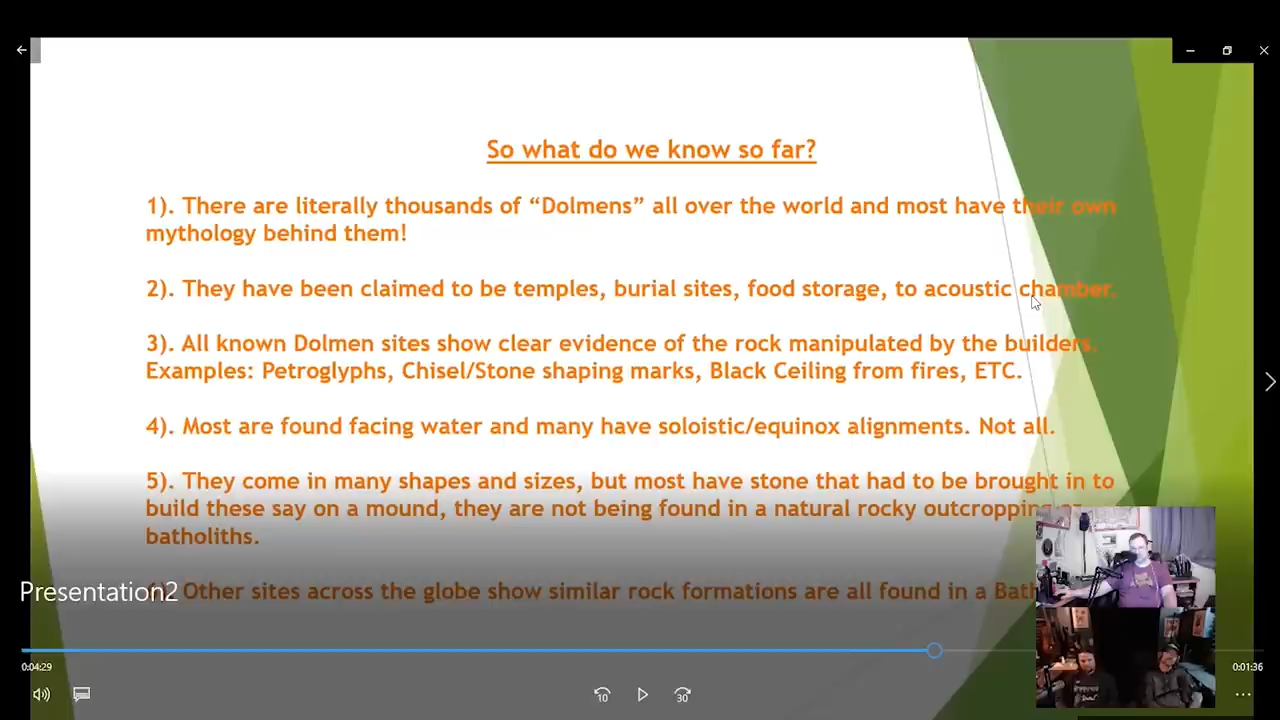 So what do we know so far?
1). There are literally thousands of “Dolmens” all over the world and most have their own
mythology behind them!
2). They have been claimed to be temples, burial sites, food storage, to acoustic chamber.
3). All known Dolmen sites show clear evidence of the rock manipulated by the builders.
Examples: Petroglyphs, Chisel/Stone shaping marks, Black Ceiling from fires, ETC.
4). Most are found facing water and many have soloistic/equinox alignments. Not all.
5). They come in many shapes and sizes, but most have stone that had to be brought in to
build these say on a mound, they are not being found in a natural rocky outcropping
batholiths.
Presentation2
Other sites across the globe show similar rock formations are all found in a
0:04:29
0:01:36
10
30